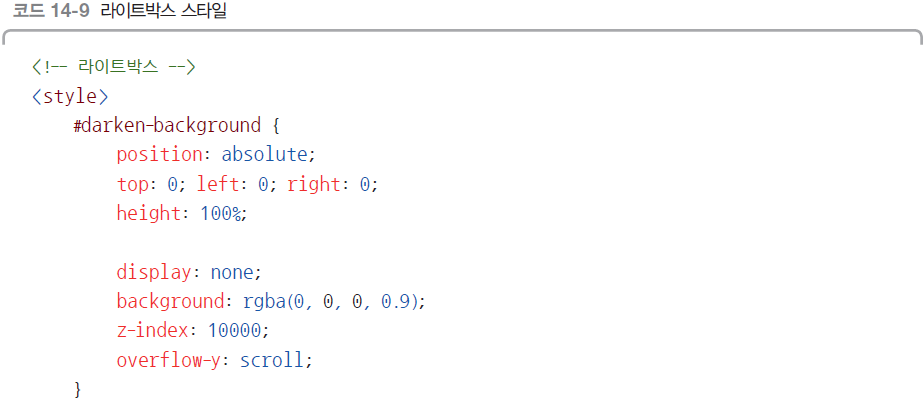 코드 14-9 라이트박스 스타일
<!-- 라이트박스 -->
<style>
#darken-background {
position: absolute;
top: 0; left: 0; right: 0;
height: 100%;
display: none;
background: rgba(0, 0, 0, 0.9);
z-index: 10000;
overflow-y: scroll;
}